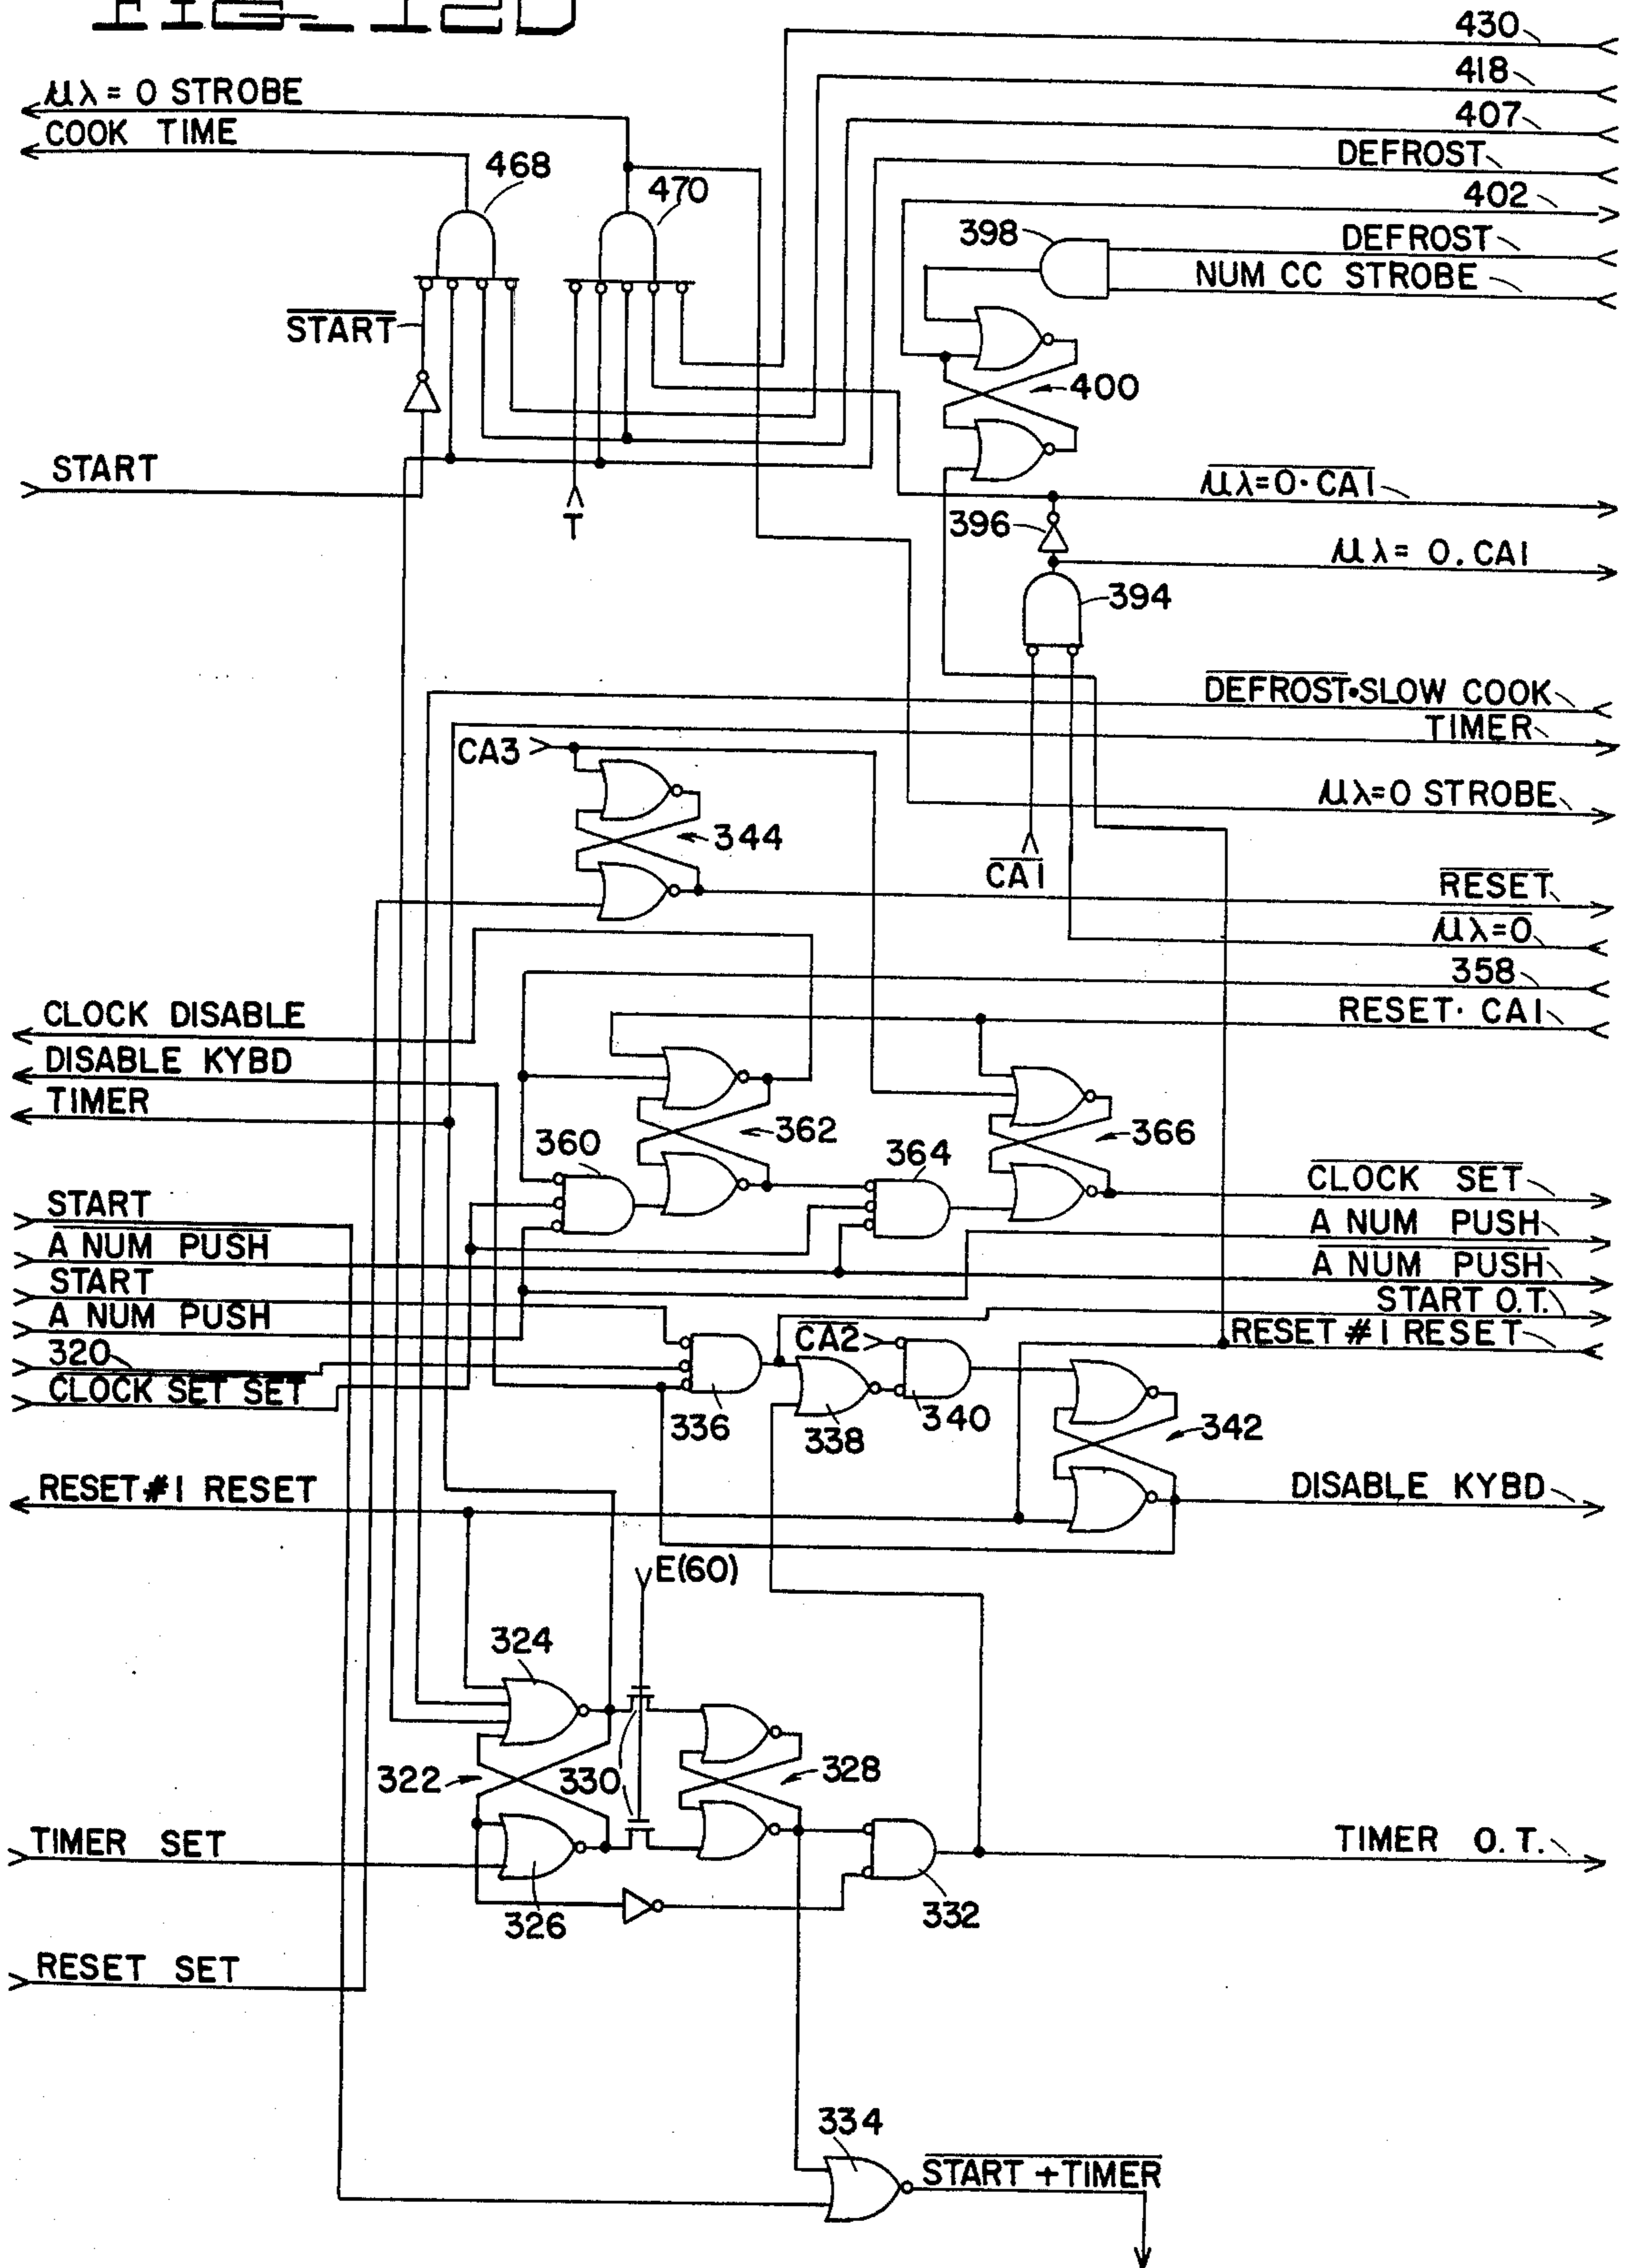 FIG_12D
430
418
μλ = 0 STROBE
407
COOK TIME
DEFROST
468
470
402
398
DEFROST
NUM CC STROBE
START
400
START
μλ=0·CA1
T
396
μλ= 0.CA1
394
DEFROST•SLOW COOK
TIMER
CA3
μλ=0 STROBE
344
CA1
RESET
μλ=0
358
CLOCK DISABLE
RESET· CA1
DISABLE KYBD
TIMER
362
366
360
364
CLOCK SET
START
A NUM PUSH
A NUM PUSH
A NUM PUSH
START
START O.T.
A NUM PUSH
CA2
RESET #1 RESET
320
CLOCK SET SET
336
338
340
342
RESET#1 RESET
DISABLE KYBD
E(60)
324
322
330
328
TIMER SET
TIMER O.T.
326
332
RESET SET
334
START +TIMER